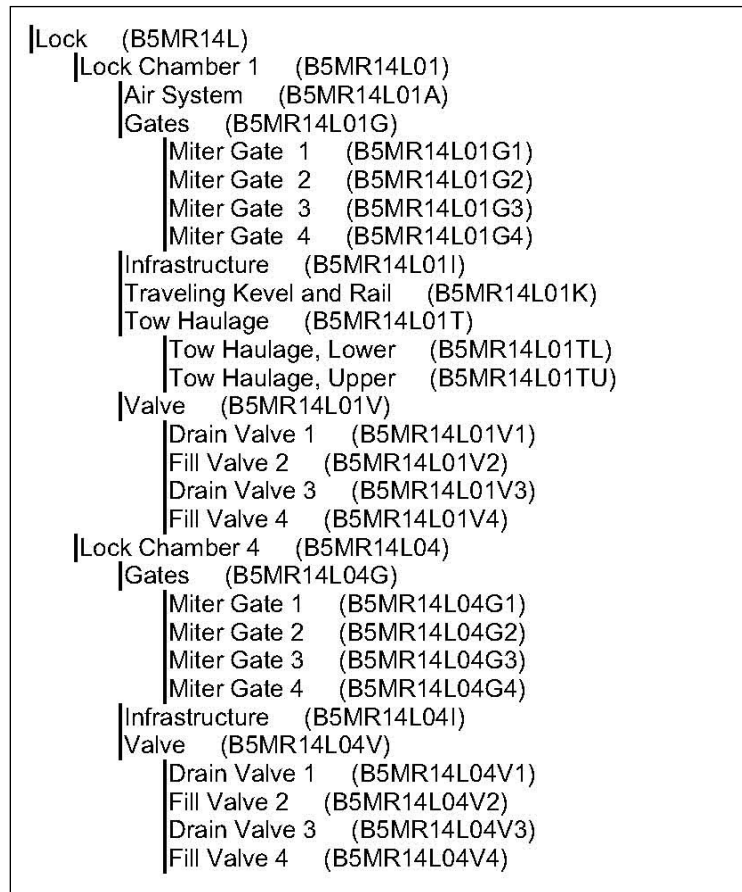 Lock (B5MR14L)
Lock Chamber 1 (B5MR14L01)
Air System (B5MR14L01A)
Gates (B5MR14L01G)
Miter Gate 1 (B5MR14L01G1)
Miter Gate 2 (B5MR14L01G2)
Miter Gate 3 (B5MR14L01G3)
Miter Gate 4 (B5MR14L01G4)
Infrastructure (B5MR14L01I)
Traveling Kevel and Rail (B5MR14L01K)
Tow Haulage (B5MR14L01T)
Tow Haulage, Lower (B5MR14L01TL)
Tow Haulage, Upper (B5MR14L01TU)
Valve (B5MR14L01V)
Drain Valve 1 (B5MR14L01V1)
Fill Valve 2 (B5MR14L01V2)
Drain Valve 3 (B5MR14L01V3)
Fill Valve 4 (B5MR14L01V4)
Lock Chamber 4 (B5MR14L04)
Gates (B5MR14L04G)
Miter Gate 1 (B5MR14L04G1)
Miter Gate 2 (B5MR14L04G2)
Miter Gate 3 (B5MR14L04G3)
Miter Gate 4 (B5MR14L04G4)
Infrastructure (B5MR14L04I)
Valve (B5MR14L04V)
Drain Valve 1 (B5MR14L04V1)
Fill Valve 2 (B5MR14L04V2)
Drain Valve 3 (B5MR14L04V3)
Fill Valve 4 (B5MR14L04V4)